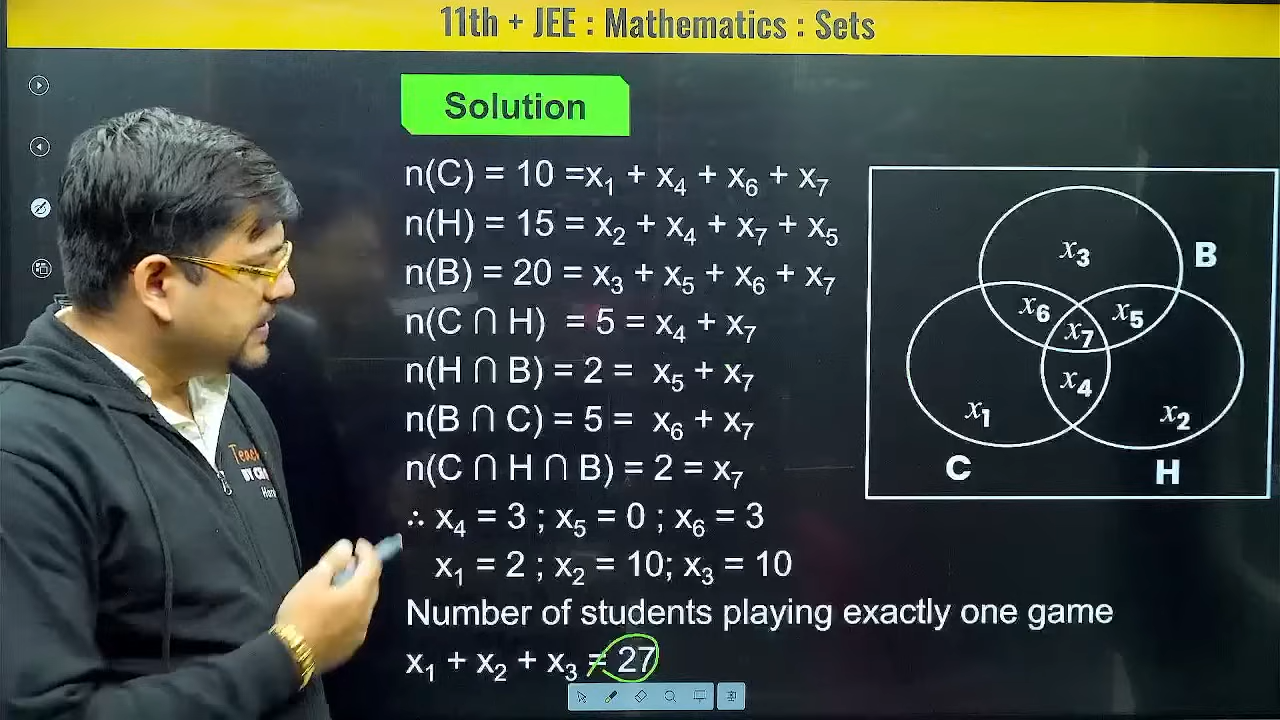 11th + JEE : Mathematics : Sets
Solution
n(C) = 10 =x₁ + x₄ + x₆ + x₇
n(H) = 15 = x₂ + x₄ + x₇ + x₅
n(B) = 20 = x₃ + x₅ + x₆ + x₇
n(C ∩ H) = 5 = x₄ + x₇
n(H ∩ B) = 2 = x₅ + x₇
n(B ∩ C) = 5 = x₆ + x₇
n(C ∩ H ∩ B) = 2 = x₇
∴ x₄ = 3 ; x₅ = 0 ; x₆ = 3
x₁ = 2 ; x₂ = 10; x₃ = 10
Number of students playing exactly one game
x₁ + x₂ + x₃ = 27
x₃
B
x₆
x₅
x₇
x₄
x₁
x₂
C
H